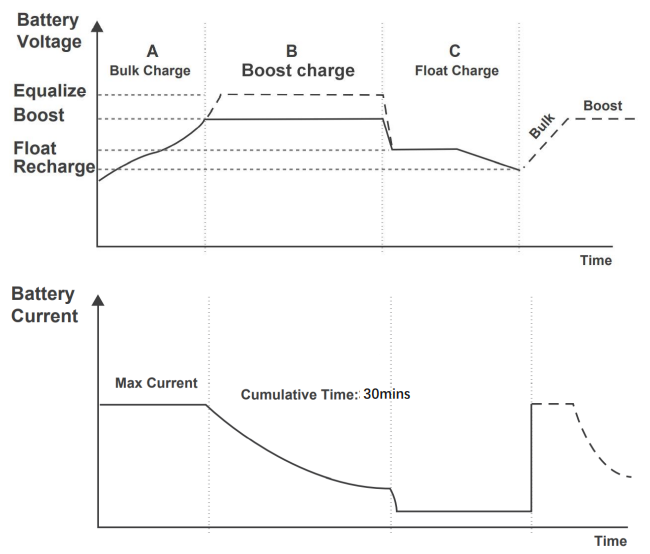 Battery
Voltage
A
Bulk Charge
B
Boost charge
C
Float Charge
Equalize
Boost
Float
Recharge
Bulk
Boost
Time
Battery
Current
Max Current
Cumulative Time: 30mins
Time